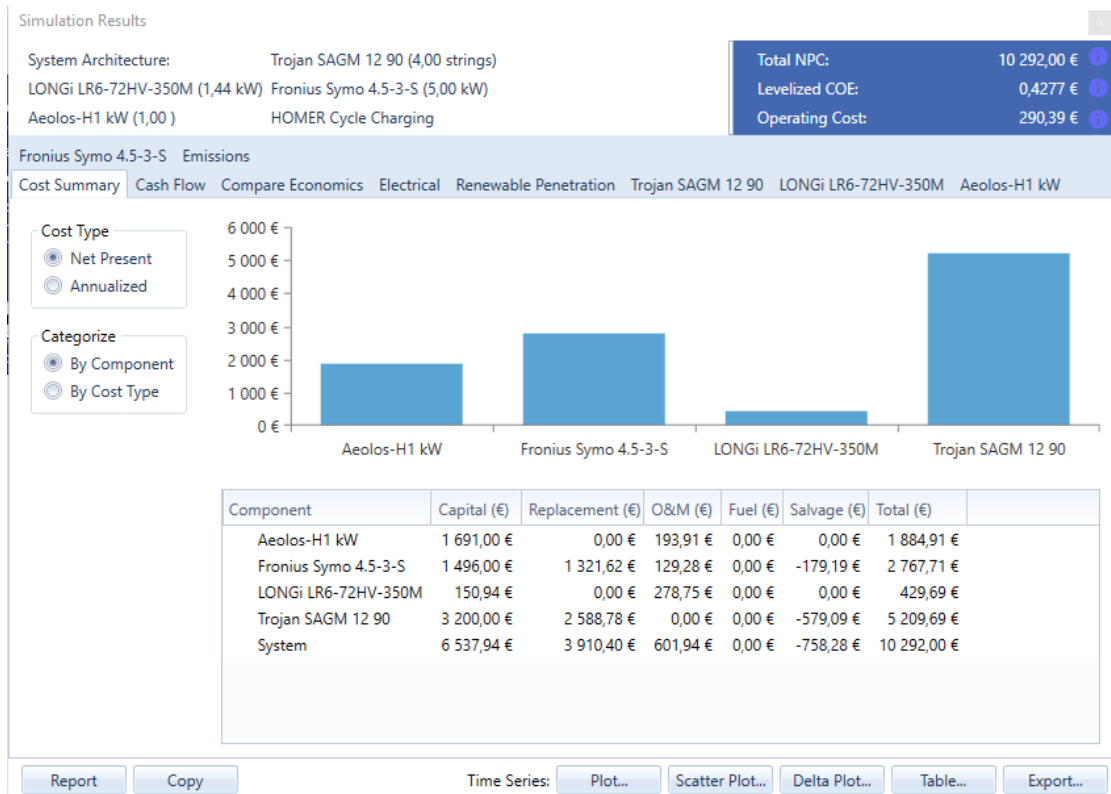 Simulation Results
x
System Architecture: Trojan SAGM 12 90 (4,00 strings)
LONGi LR6-72HV-350M (1,44 kW) Fronius Symo 4.5-3-S (5,00 kW)
Aeolos-H1 kW (1,00 ) HOMER Cycle Charging
Total NPC: 10 292,00 € i
Levelized COE: 0,4277 € i
Operating Cost: 290,39 € i
Fronius Symo 4.5-3-S Emissions
Cost Summary Cash Flow Compare Economics Electrical Renewable Penetration Trojan SAGM 12 90 LONGi LR6-72HV-350M Aeolos-H1 kW
Cost Type
Net Present
Annualized
Categorize
By Component
By Cost Type
6 000 €
5 000 €
4 000 €
3 000 €
2 000 €
1 000 €
0 €
Aeolos-H1 kW Fronius Symo 4.5-3-S LONGi LR6-72HV-350M Trojan SAGM 12 90
Component Capital (€) Replacement (€) O&M (€) Fuel (€) Salvage (€) Total (€)
Aeolos-H1 kW 1 691,00 € 0,00 € 193,91 € 0,00 € 0,00 € 1 884,91 €
Fronius Symo 4.5-3-S 1 496,00 € 1 321,62 € 129,28 € 0,00 € -179,19 € 2 767,71 €
LONGi LR6-72HV-350M 150,94 € 0,00 € 278,75 € 0,00 € 0,00 € 429,69 €
Trojan SAGM 12 90 3 200,00 € 2 588,78 € 0,00 € 0,00 € -579,09 € 5 209,69 €
System 6 537,94 € 3 910,40 € 601,94 € 0,00 € -758,28 € 10 292,00 €
Report Copy Time Series: Plot... Scatter Plot... Delta Plot... Table... Export...